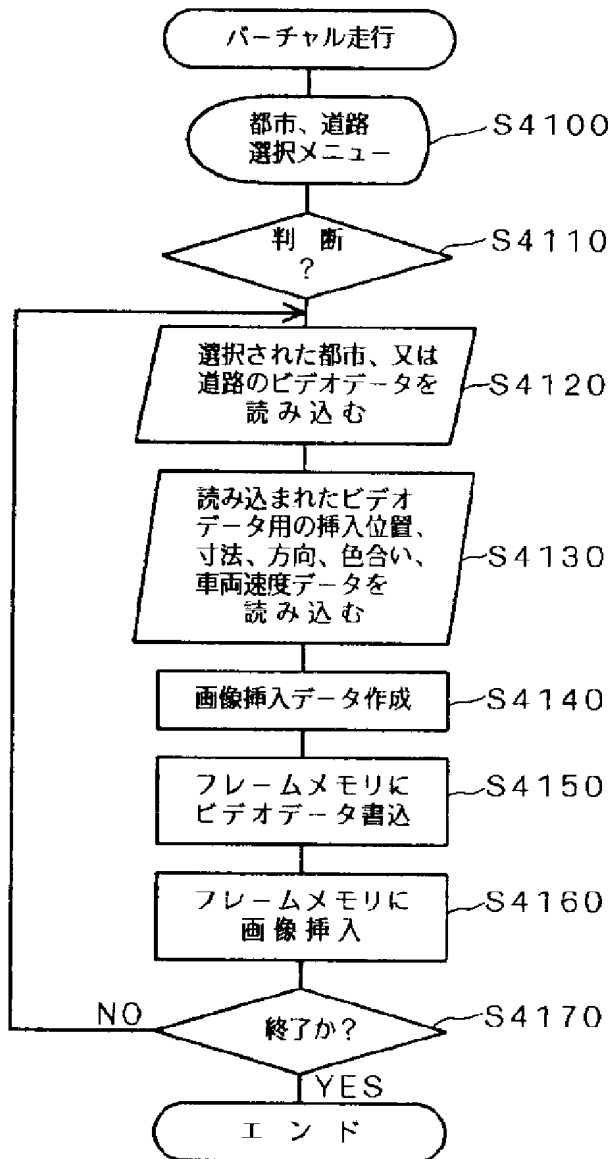 バーチャル走行
都市、道路
選択メニュー
S4100
判 断
?
S4110
選択された都市、又は
道路のビデオデータを
読 み 込 む
S4120
読み込まれたビデオ
データ用の挿入位置、
寸法、方向、色合い、
車両速度データを
読 み 込 む
S4130
画像挿入データ作成
S4140
フレームメモリに
ビデオデータ書込
S4150
フレームメモリに
画 像 挿 入
S4160
終了か?
S4170
NO
YES
エ ン ド